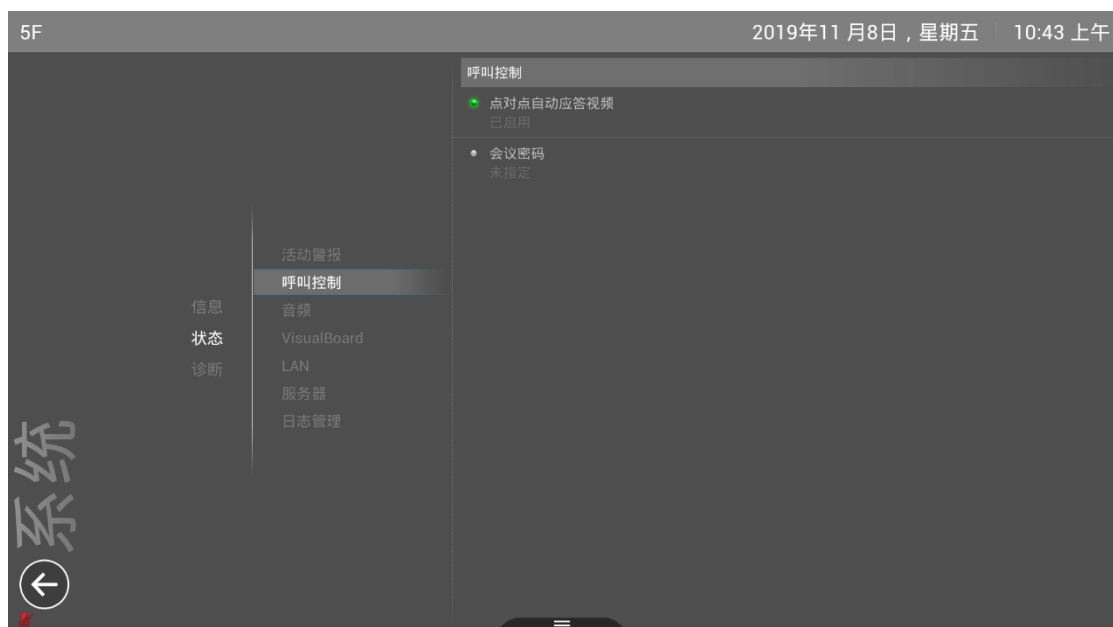 5F
2019年11月8日，星期五
10:43 上午
呼叫控制
点对点自动应答视频
已启用
会议密码
未指定
活动警报
呼叫控制
音频
VisualBoard
LAN
服务器
日志管理
信息
状态
诊断
系统